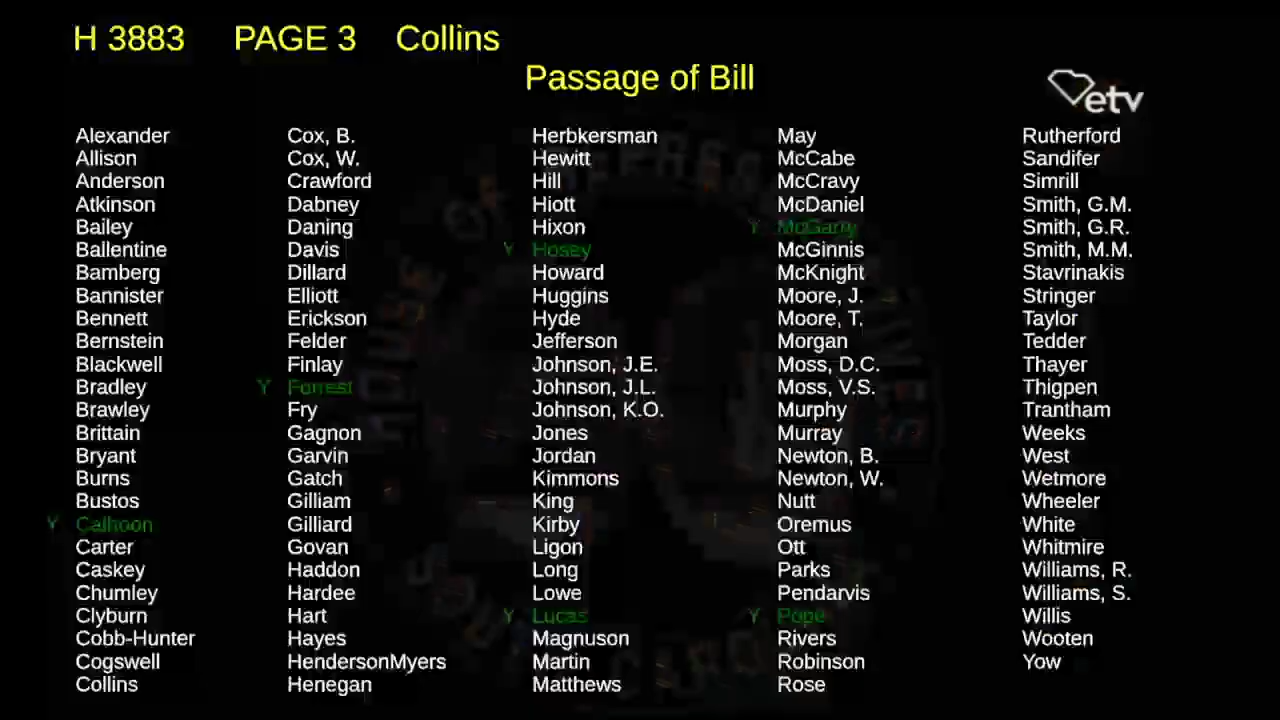 H 3883 PAGE 3 Collins
Passage of Bill
etv
Alexander
Allison
Anderson
Atkinson
Bailey
Ballentine
Bamberg
Bannister
Bennett
Bernstein
Blackwell
Bradley
Brawley
Brittain
Bryant
Burns
Bustos
Y Calhoon
Carter
Caskey
Chumley
Clyburn
Cobb-Hunter
Cogswell
Collins
Cox, B.
Cox, W.
Crawford
Dabney
Daning
Davis
Dillard
Elliott
Erickson
Felder
Finlay
Y Forrest
Fry
Gagnon
Garvin
Gatch
Gilliam
Gilliard
Govan
Haddon
Hardee
Hart
Hayes
HendersonMyers
Henegan
Herbkersman
Hewitt
Hill
Hiott
Hixon
Y Hosey
Howard
Huggins
Hyde
Jefferson
Johnson, J.E.
Johnson, J.L.
Johnson, K.O.
Jones
Jordan
Kimmons
King
Kirby
Ligon
Long
Lowe
Y Lucas
Magnuson
Martin
Matthews
May
McCabe
McCravy
McDaniel
Y McGarry
McGinnis
McKnight
Moore, J.
Moore, T.
Morgan
Moss, D.C.
Moss, V.S.
Murphy
Murray
Newton, B.
Newton, W.
Nutt
Oremus
Ott
Parks
Pendarvis
Y Pope
Rivers
Robinson
Rose
Rutherford
Sandifer
Simrill
Smith, G.M.
Smith, G.R.
Smith, M.M.
Stavrinakis
Stringer
Taylor
Tedder
Thayer
Thigpen
Trantham
Weeks
West
Wetmore
Wheeler
White
Whitmire
Williams, R.
Williams, S.
Willis
Wooten
Yow